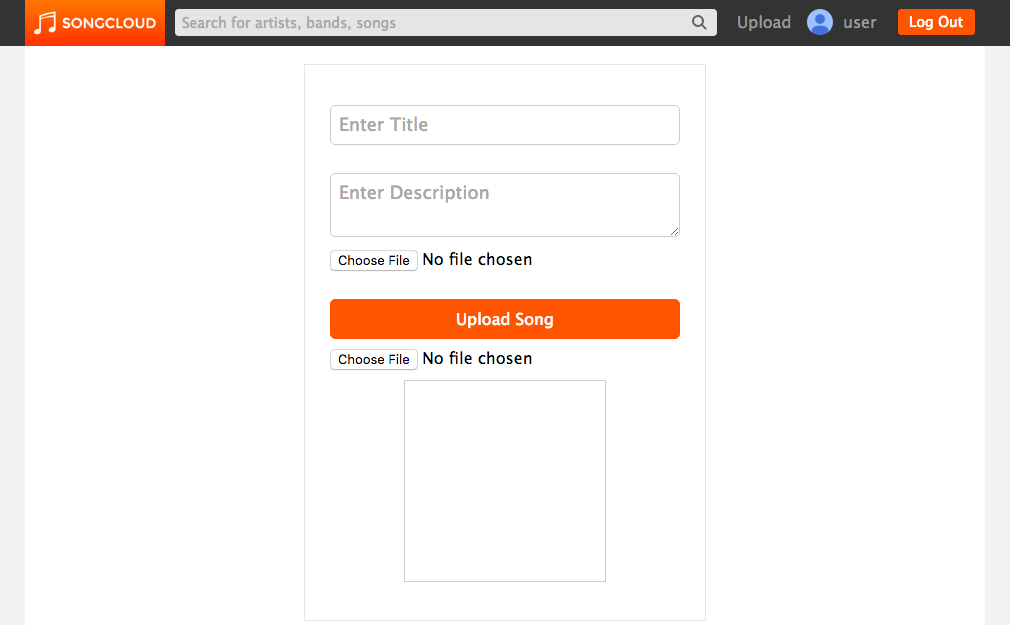 SONGCLOUD
Search for artists, bands, songs
Upload
user
Log Out
Enter Title
Enter Description
Choose File No file chosen
Upload Song
Choose File No file chosen